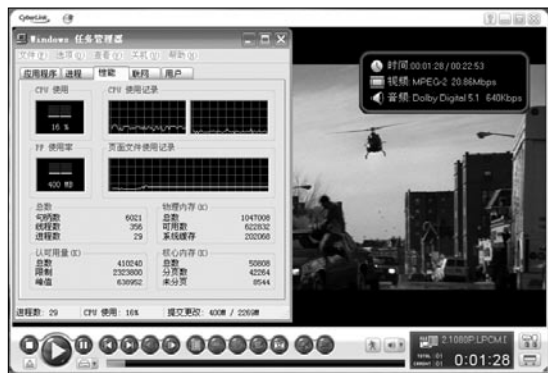 CyberLink
Windows 任务管理器
文件(F) 选项(O) 查看(V) 关机(U) 帮助(H)
应用程序 进程 性能 联网 用户
CPU 使用
CPU 使用记录
16 %
PF 使用率
页面文件使用记录
400 MB
总数
句柄数 6021
线程数 356
进程数 29
物理内存(K)
总数 1047008
可用数 622832
系统缓存 202068
认可用量(K)
总数 410240
限制 2323800
峰值 638952
核心内存(K)
总数 50808
分页数 42264
未分页 8544
进程数: 29 CPU 使用: 16% 提交更改: 400M / 2269M
时间 00:01:28 / 00:22:53
视频: MPEG-2 20.86Mbps
音频: Dolby Digital 5.1 640Kbps
2.1080P.LPCM.I
TOTAL :01
CURRENT :01
0:01:28